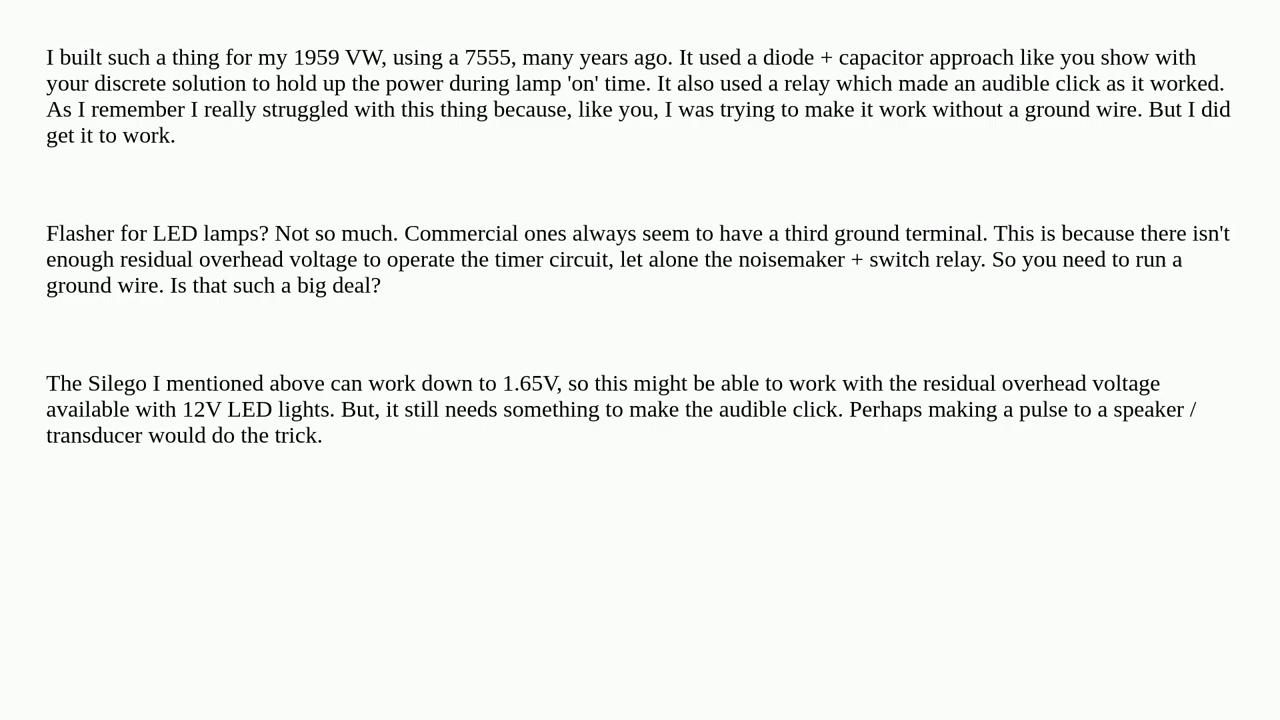 I built such a thing for my 1959 VW, using a 7555, many years ago. It used a diode + capacitor approach like you show with
your discrete solution to hold up the power during lamp 'on' time. It also used a relay which made an audible click as it worked.
As I remember I really struggled with this thing because, like you, I was trying to make it work without a ground wire. But I did
get it to work.
Flasher for LED lamps? Not so much. Commercial ones always seem to have a third ground terminal. This is because there isn't
enough residual overhead voltage to operate the timer circuit, let alone the noisemaker + switch relay. So you need to run a
ground wire. Is that such a big deal?
The Silego I mentioned above can work down to 1.65V, so this might be able to work with the residual overhead voltage
available with 12V LED lights. But, it still needs something to make the audible click. Perhaps making a pulse to a speaker /
transducer would do the trick.